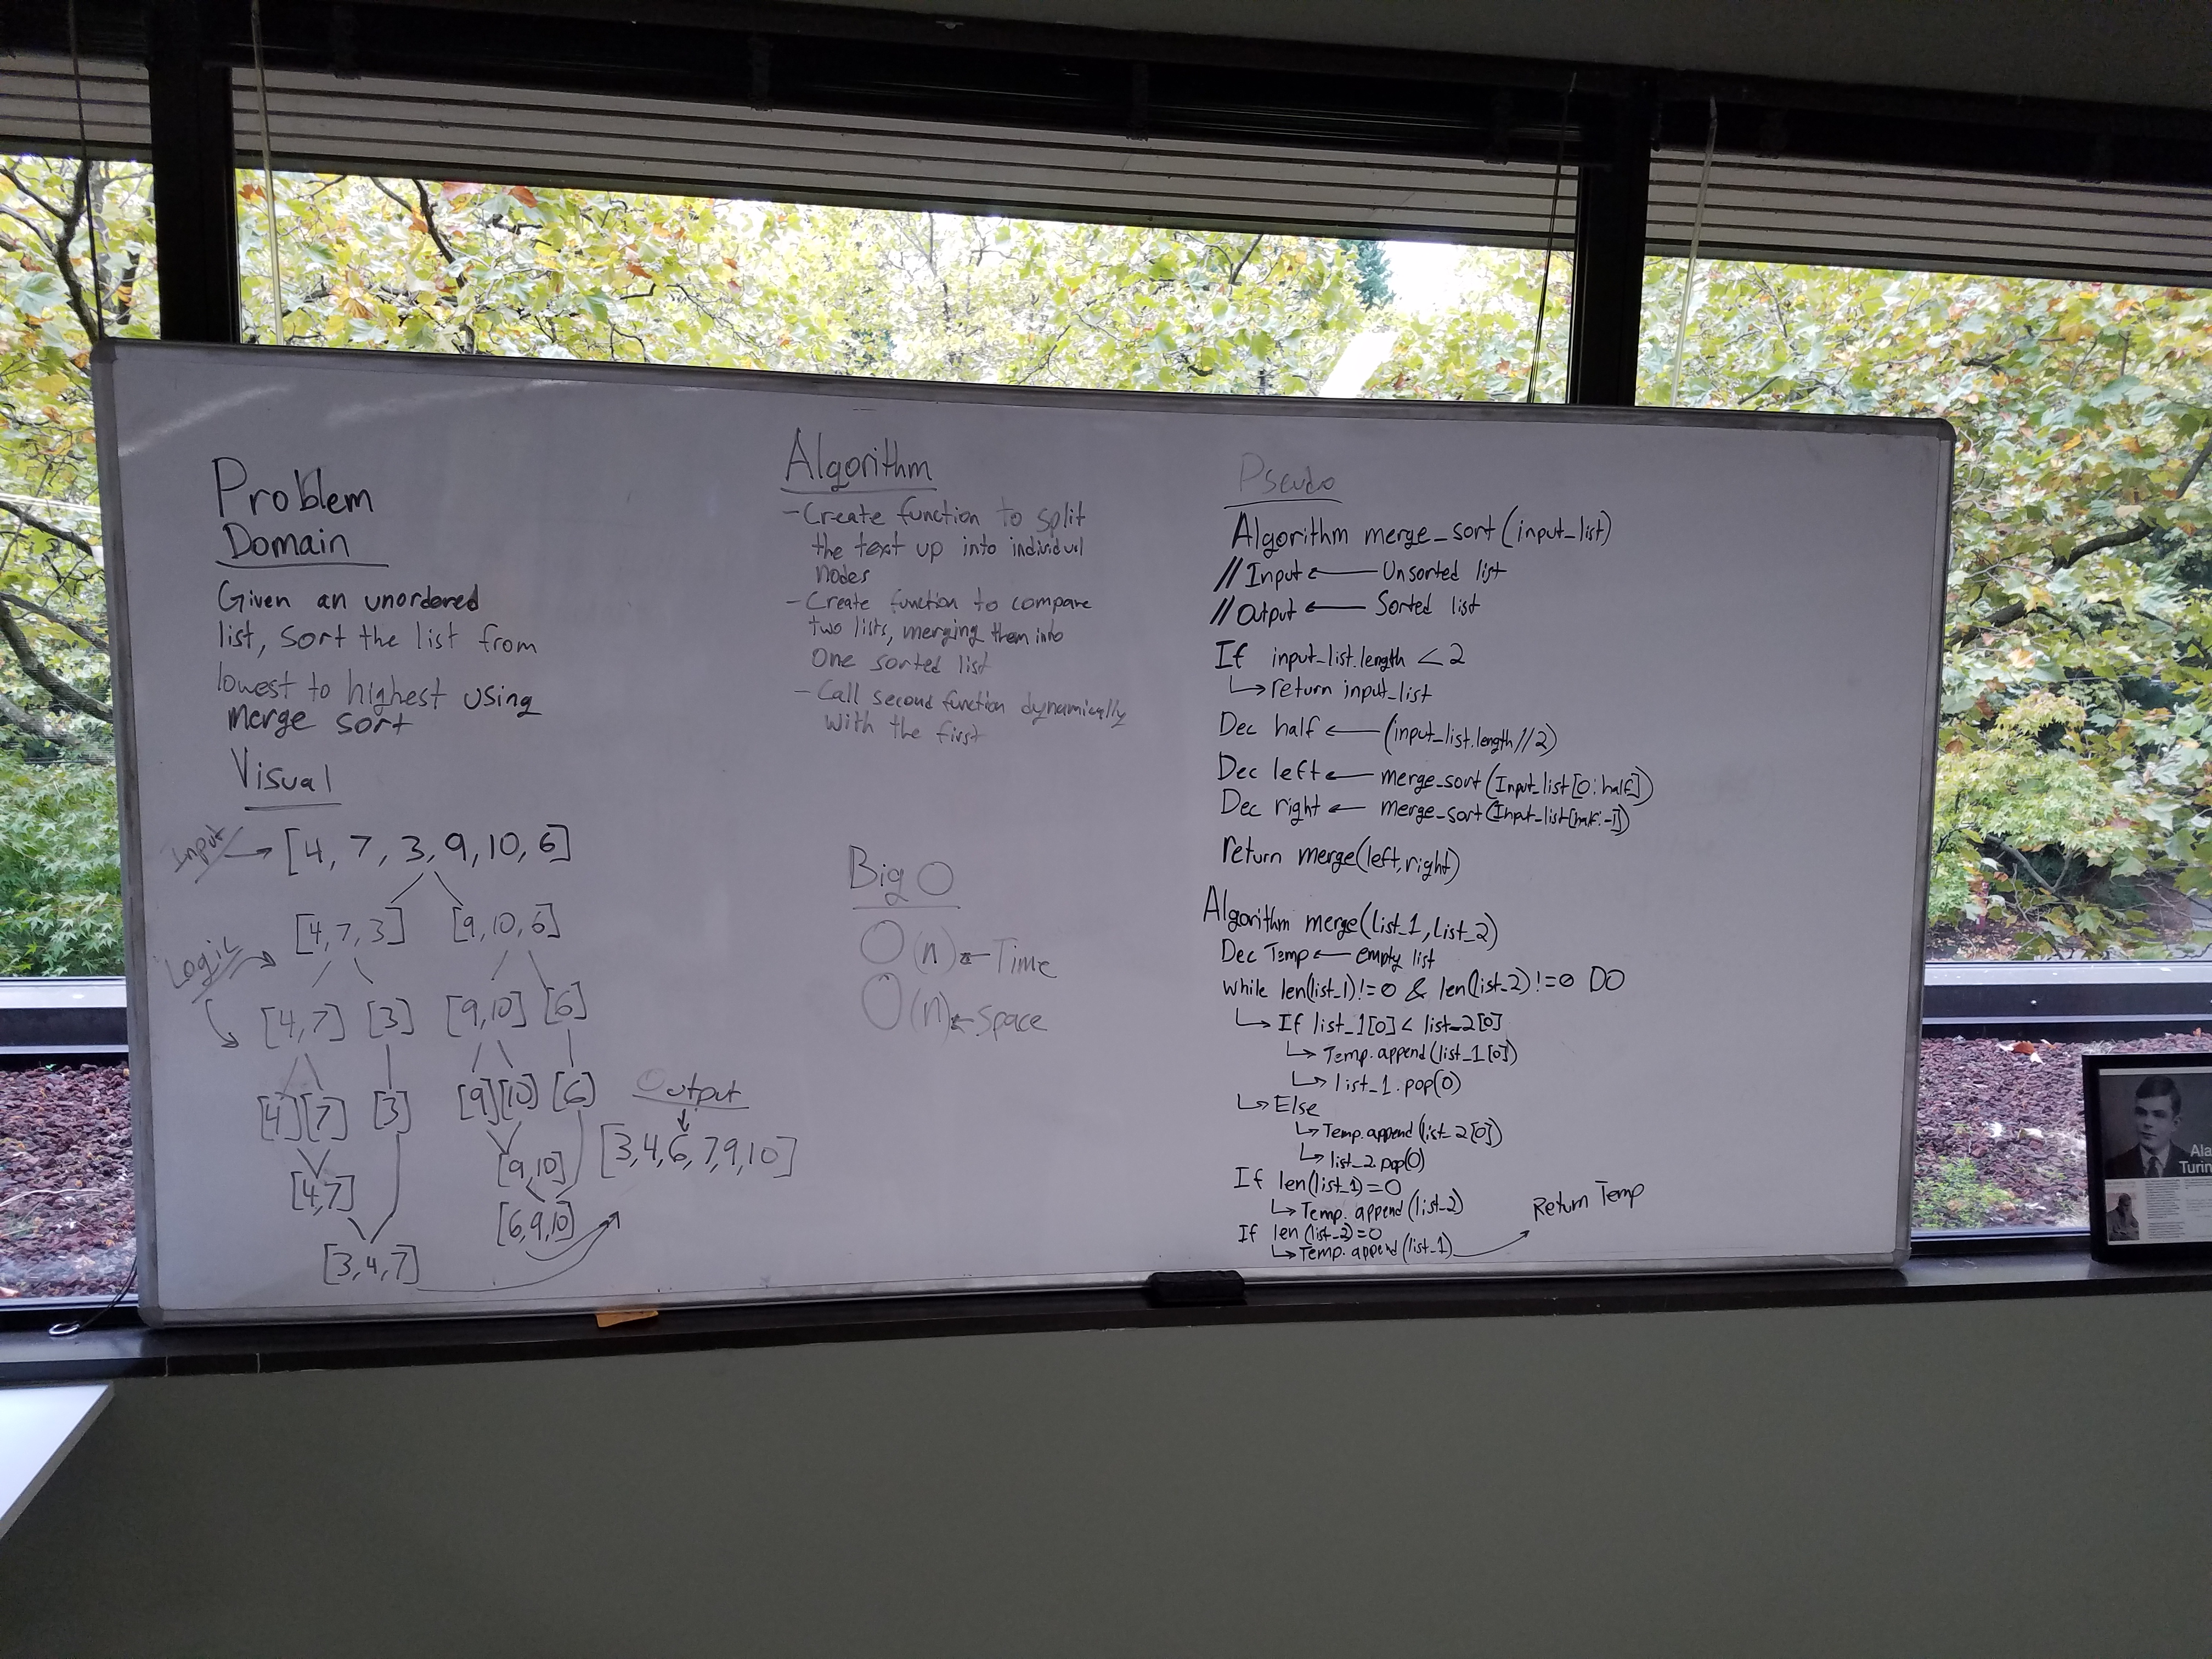 Problem
Domain
Given an unordered
list, sort the list from
lowest to highest using
merge sort
Visual
Input → [4, 7, 3, 9, 10, 6]
[4, 7, 3] [9, 10, 6]
Logic
[4, 7] [3] [9, 10] [6]
[4] [7] [3] [9] [10] [6]
[4, 7] [9, 10]
[6, 9, 10]
[3, 4, 7]
Output
[3, 4, 6, 7, 9, 10]
Algorithm
- Create function to split
the text up into individual
nodes
- Create function to compare
two lists, merging them into
One sorted list
- Call second function dynamically
with the first
Big O
O(n) ← Time
O(n) ← Space
Pseudo
Algorithm merge_sort(input_list)
// Input ← Unsorted list
// Output ← Sorted list
If input_list.length < 2
↳ return input_list
Dec half ← (input_list.length//2)
Dec left ← merge_sort(Input_list[0:half])
Dec right ← merge_sort(Input_list[half:-1])
return merge(left, right)
Algorithm merge(list_1, list_2)
Dec Temp ← empty list
while len(list_1) != 0 & len(list_2) != 0 DO
↳ If list_1[0] < list_2[0]
↳ Temp.append(list_1[0])
↳ list_1.pop(0)
↳ Else
↳ Temp.append(list_2[0])
↳ list_2.pop(0)
If len(list_1) = 0
↳ Temp.append(list_2)
If len(list_2) = 0
↳ Temp.append(list_1)
Return Temp
Ala
Turin